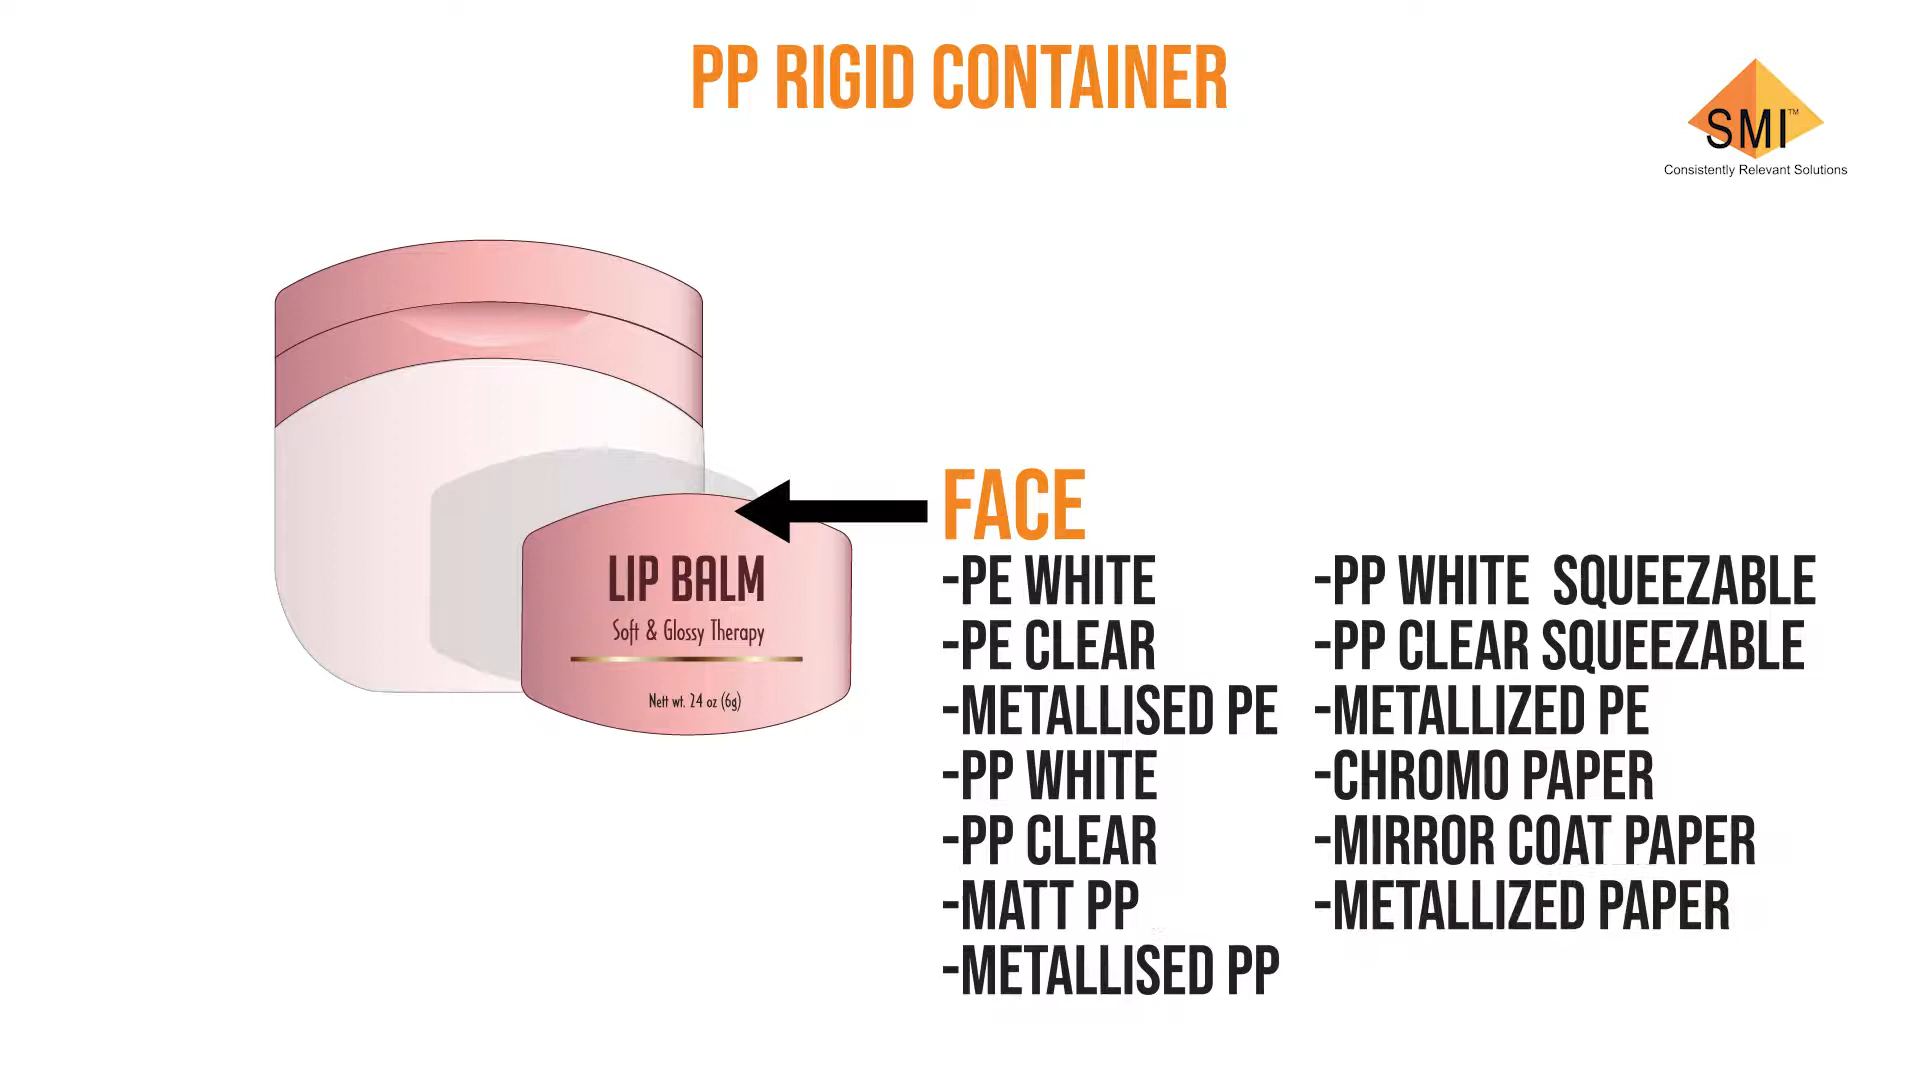 PP RIGID CONTAINER
SMI™
Consistently Relevant Solutions
LIP BALM
Soft & Glossy Therapy
Nett wt. 24 oz (6g)
FACE
-PE WHITE
-PE CLEAR
-METALLISED PE
-PP WHITE
-PP CLEAR
-MATT PP
-METALLISED PP
-PP WHITE SQUEEZABLE
-PP CLEAR SQUEEZABLE
-METALLIZED PE
-CHROMO PAPER
-MIRROR COAT PAPER
-METALLIZED PAPER